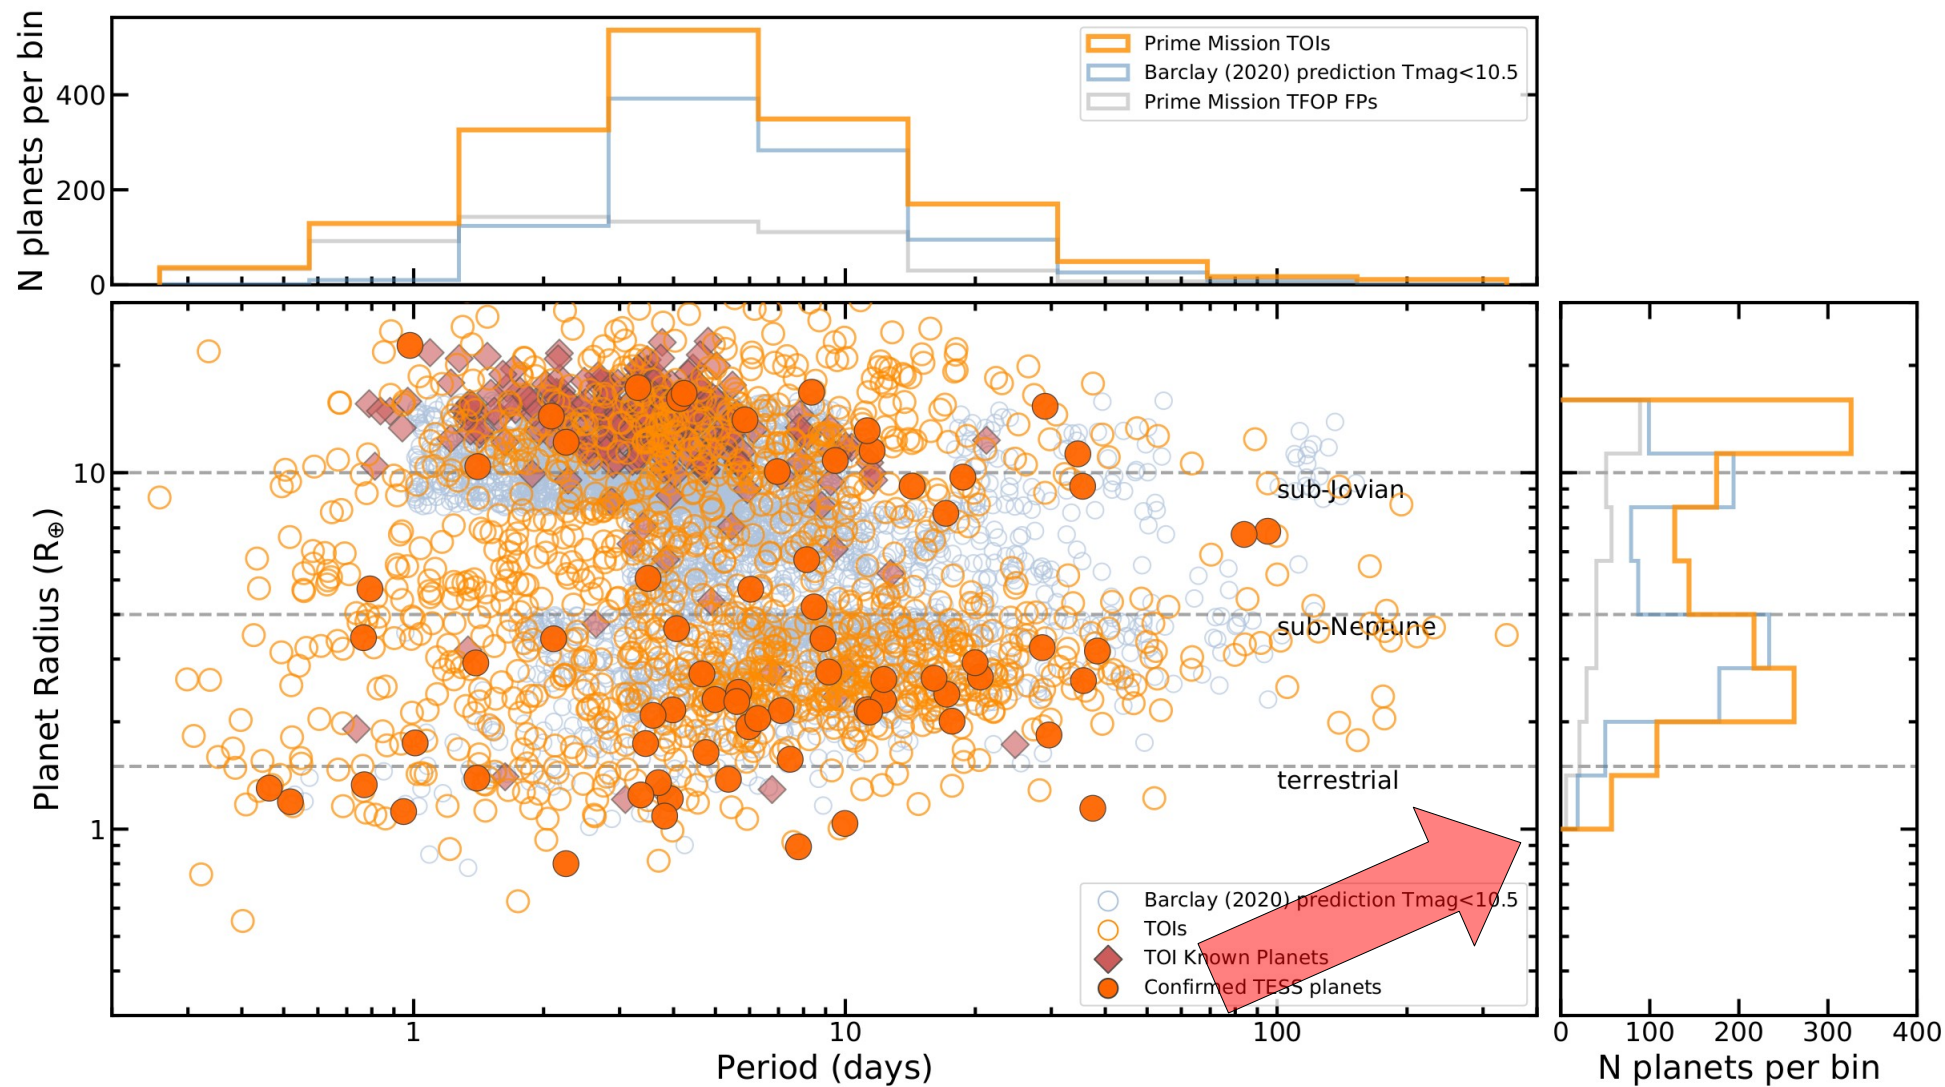 N planets per bin
400
200
0
Prime Mission TOIs
Barclay (2020) prediction Tmag<10.5
Prime Mission TFOP FPs
Planet Radius (R⊕)
10
1
sub-Jovian
sub-Neptune
terrestrial
Barclay (2020) prediction Tmag<10.5
TOIs
TOI Known Planets
Confirmed TESS planets
1 10 100
Period (days)
0 100 200 300 400
N planets per bin